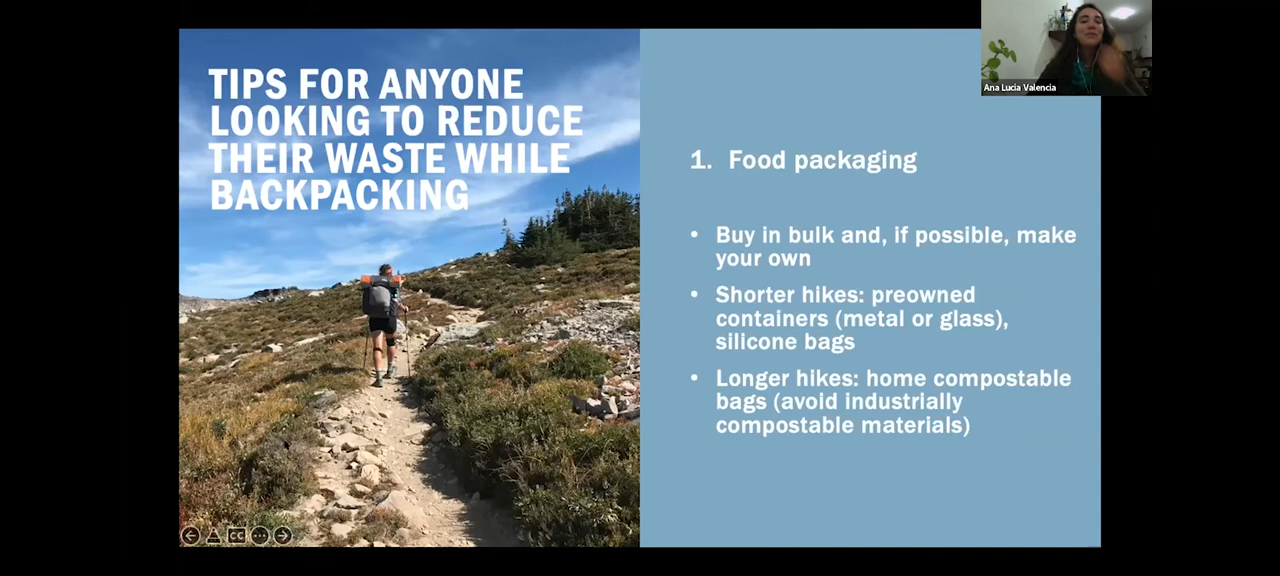 TIPS FOR ANYONE
LOOKING TO REDUCE
THEIR WASTE WHILE
BACKPACKING
Ana Lucia Valencia
1. Food packaging
• Buy in bulk and, if possible, make
your own
• Shorter hikes: preowned
containers (metal or glass),
silicone bags
• Longer hikes: home compostable
bags (avoid industrially
compostable materials)
CC